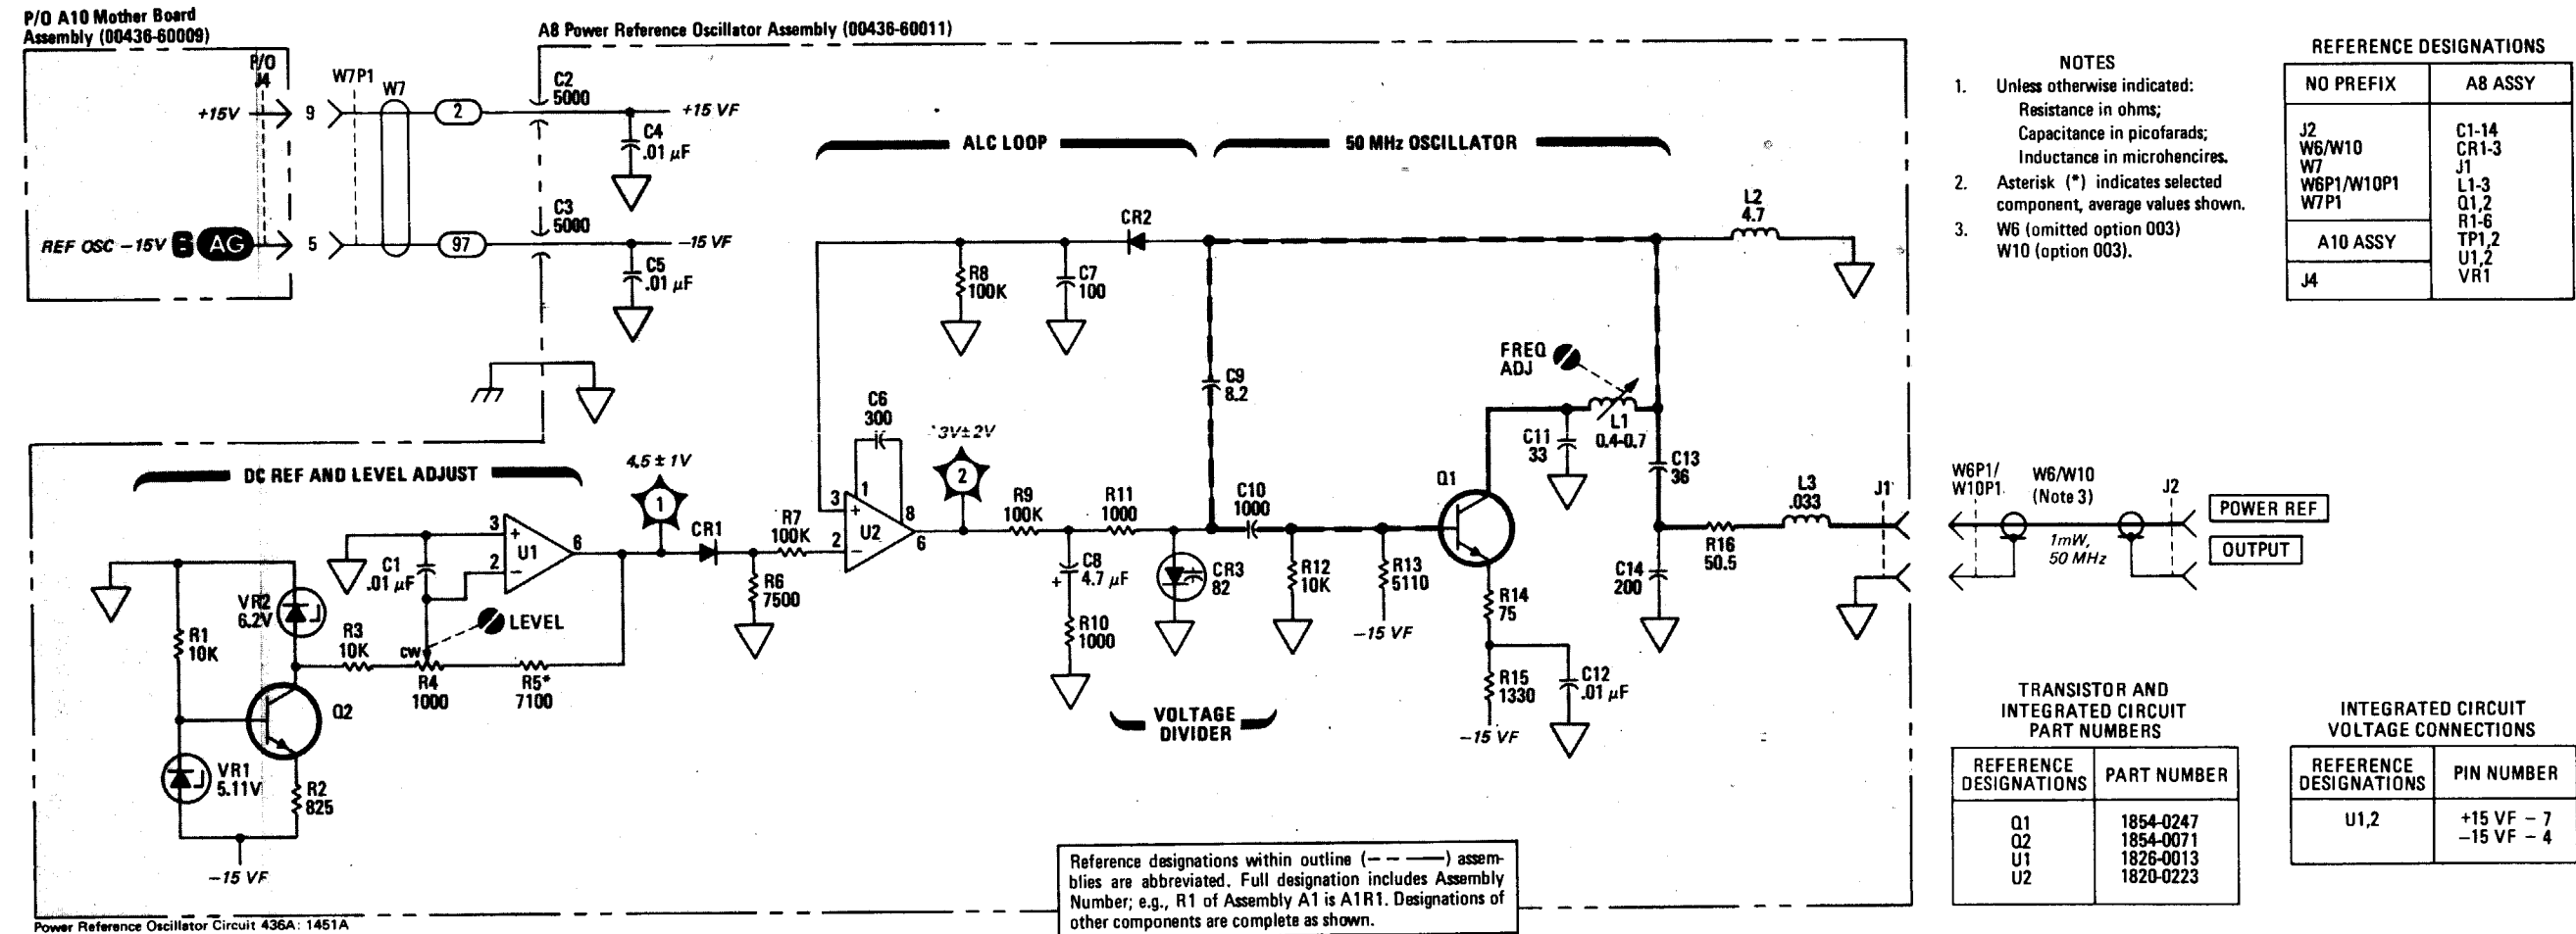 P/O A10 Mother Board
Assembly (00436-60009)
P/O
J4
+15V
9
REF OSC -15V
AG
5
W7P1
W7
2
97
A8 Power Reference Oscillator Assembly (00436-60011)
C2
5000
+15 VF
C4
.01 µF
C3
5000
-15 VF
C5
.01 µF
ALC LOOP
50 MHz OSCILLATOR
CR2
L2
4.7
R8
100K
C7
100
C9
8.2
FREQ
ADJ
L1
0.4-0.7
C11
33
C13
36
C6
300
3V±2V
2
3
+
1
8
U2
2
-
6
R9
100K
R11
1000
C10
1000
Q1
C8
4.7 µF
+
R10
1000
CR3
82
R12
10K
R13
5110
-15 VF
R14
75
R15
1330
-15 VF
C12
.01 µF
C14
200
R16
50.5
L3
.033
J1
VOLTAGE
DIVIDER
DC REF AND LEVEL ADJUST
4.5 ± 1V
1
CR1
R7
100K
R6
7500
3
+
U1
2
-
6
C1
.01 µF
VR2
6.2V
LEVEL
R1
10K
R3
10K
CW
R4
1000
R5*
7100
Q2
VR1
5.11V
R2
825
-15 VF
W6P1/
W10P1
W6/W10
(Note 3)
J2
1mW,
50 MHz
POWER REF
OUTPUT
NOTES
1. Unless otherwise indicated:
Resistance in ohms;
Capacitance in picofarads;
Inductance in microhencires.
2. Asterisk (*) indicates selected
component, average values shown.
3. W6 (omitted option 003)
W10 (option 003).
REFERENCE DESIGNATIONS
NO PREFIX
A8 ASSY
J2
W6/W10
W7
W6P1/W10P1
W7P1
A10 ASSY
J4
C1-14
CR1-3
J1
L1-3
Q1,2
R1-6
TP1,2
U1,2
VR1
TRANSISTOR AND
INTEGRATED CIRCUIT
PART NUMBERS
REFERENCE
DESIGNATIONS
PART NUMBER
Q1 1854-0247
Q2 1854-0071
U1 1826-0013
U2 1820-0223
INTEGRATED CIRCUIT
VOLTAGE CONNECTIONS
REFERENCE
DESIGNATIONS
PIN NUMBER
U1,2
+15 VF - 7
-15 VF - 4
Reference designations within outline (-- ——) assem-
blies are abbreviated. Full designation includes Assembly
Number; e.g., R1 of Assembly A1 is A1R1. Designations of
other components are complete as shown.
Power Reference Oscillator Circuit 436A: 1451A